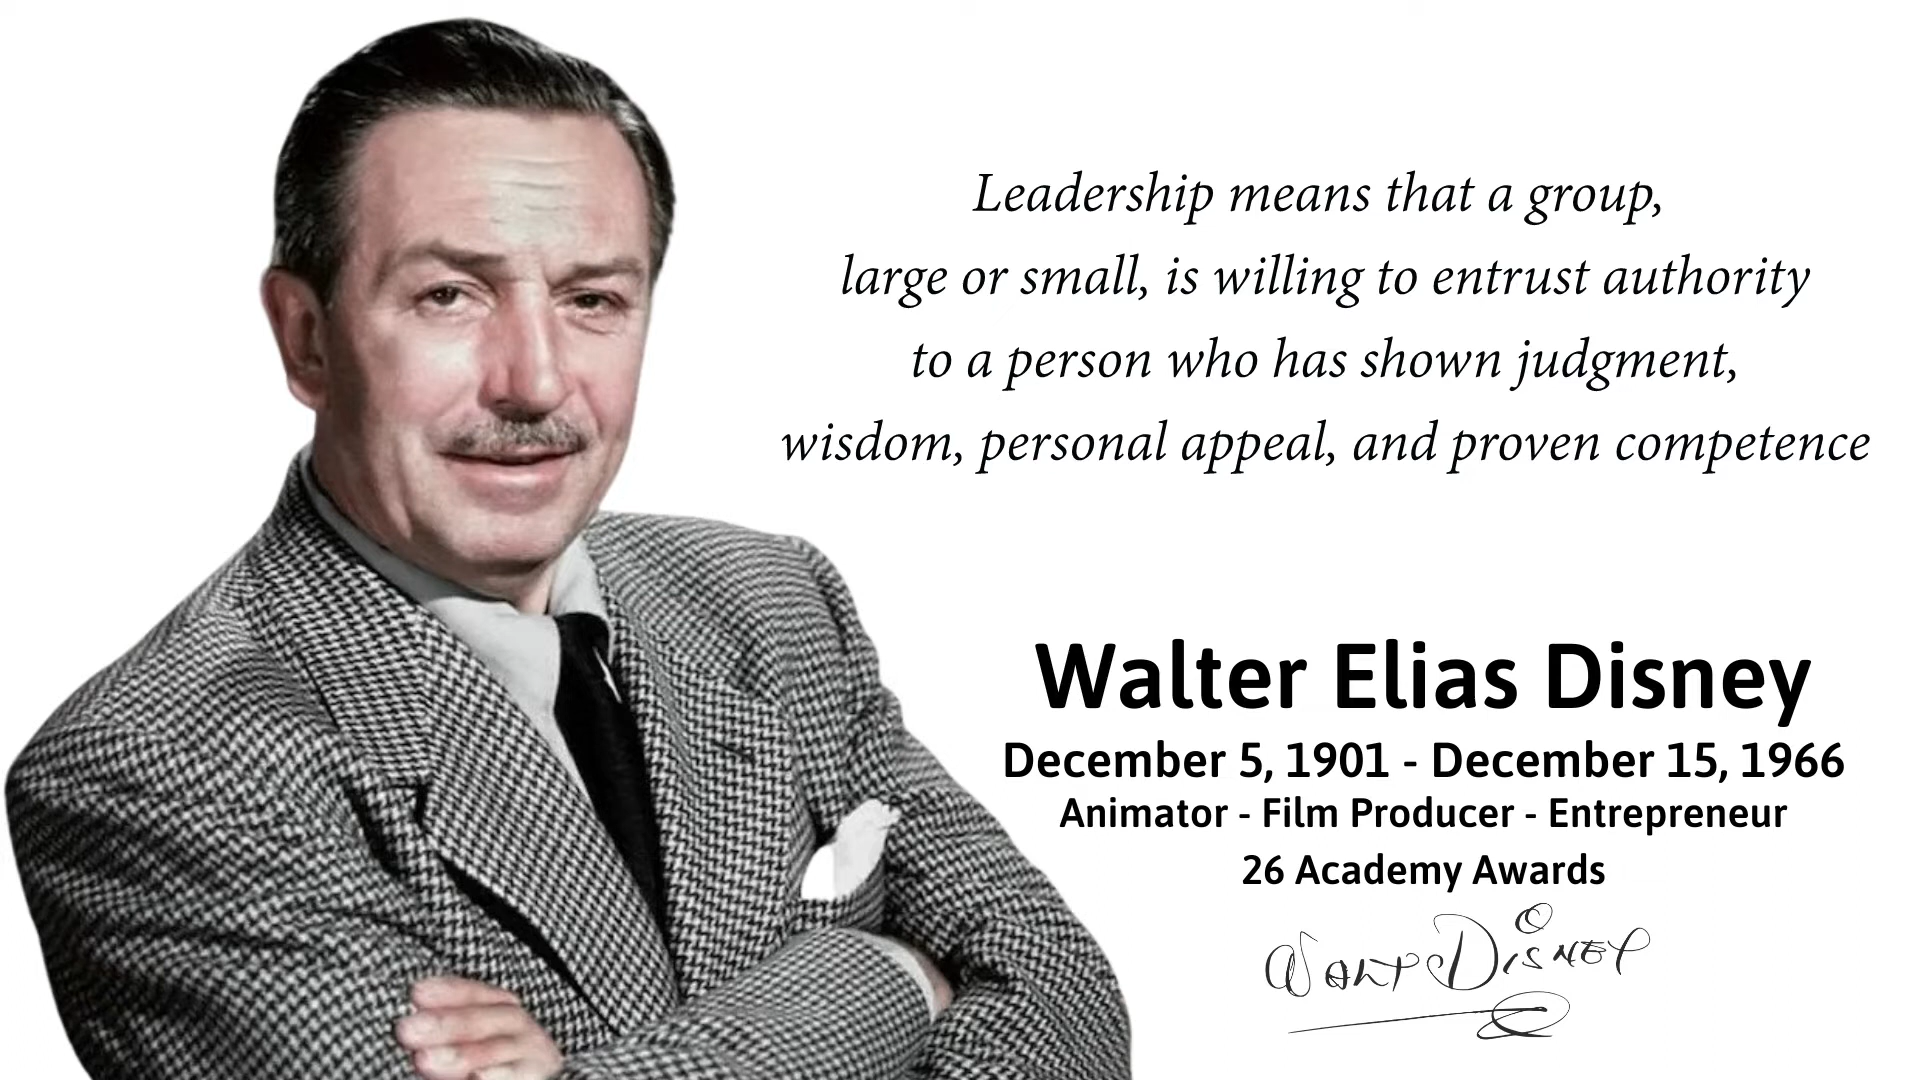 Leadership means that a group,
large or small, is willing to entrust authority
to a person who has shown judgment,
wisdom, personal appeal, and proven competence
Walter Elias Disney
December 5, 1901 - December 15, 1966
Animator - Film Producer - Entrepreneur
26 Academy Awards
Walt Disney